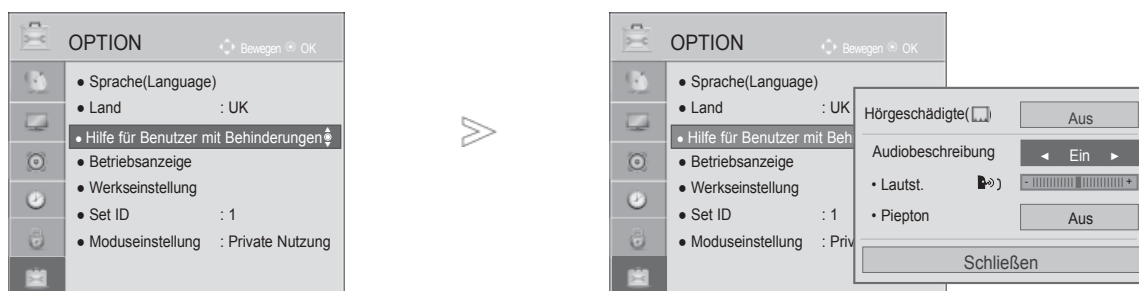 OPTION
Bewegen OK
● Sprache(Language)
● Land : UK
● Hilfe für Benutzer mit Behinderungen
● Betriebsanzeige
● Werkseinstellung
● Set ID : 1
● Moduseinstellung : Private Nutzung
OPTION
Bewegen OK
● Sprache(Language)
● Land : UK
● Hilfe für Benutzer mit Beh
● Betriebsanzeige
● Werkseinstellung
● Set ID : 1
● Moduseinstellung : Priv
Hörgeschädigte( ) Aus
Audiobeschreibung ◄ Ein ►
• Lautst. - +
• Piepton Aus
Schließen